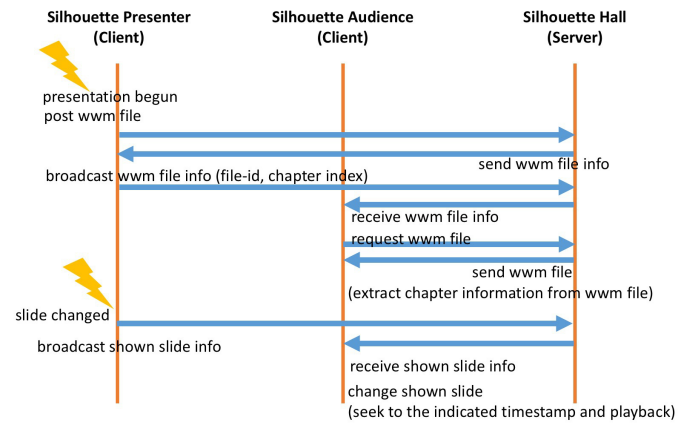 Silhouette Presenter
(Client)
Silhouette Audience
(Client)
Silhouette Hall
(Server)
presentation begun
post wwm file
send wwm file info
broadcast wwm file info (file-id, chapter index)
receive wwm file info
request wwm file
send wwm file
(extract chapter information from wwm file)
slide changed
broadcast shown slide info
receive shown slide info
change shown slide
(seek to the indicated timestamp and playback)